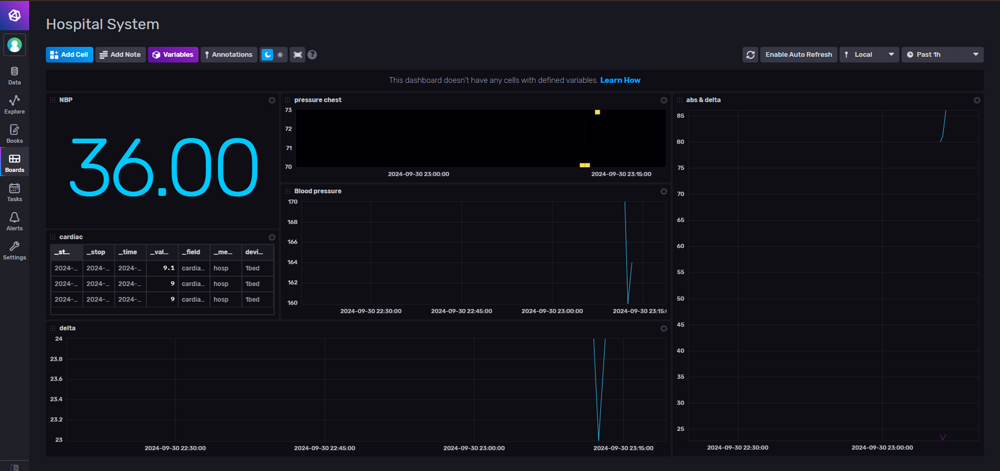 Hospital System
Add Cell Add Note Variables Annotations ? Enable Auto Refresh Local Past 1h
Data
Explore
Books
Boards
Tasks
Alerts
Settings
This dashboard doesn't have any cells with defined variables. Learn How
NBP
36.00
cardiac
_st... _stop _time _val... _field _me... devi...
2024-... 2024-... 2024-... 9.1 cardia... hosp 1bed
2024-... 2024-... 2024-... 9 cardia... hosp 1bed
2024-... 2024-... 2024-... 9 cardia... hosp 1bed
pressure chest
73
72
71
70
2024-09-30 23:00:00 2024-09-30 23:15:00
Blood pressure
170
168
166
164
162
160
2024-09-30 22:30:00 2024-09-30 22:45:00 2024-09-30 23:00:00 2024-09-30 23:15:
delta
24
23.8
23.6
23.4
23.2
23
2024-09-30 22:30:00 2024-09-30 22:45:00 2024-09-30 23:00:00 2024-09-30 23:15:00
abs & delta
85
80
75
70
65
60
55
50
45
40
35
30
25
2024-09-30 22:30:00 2024-09-30 23:00:00